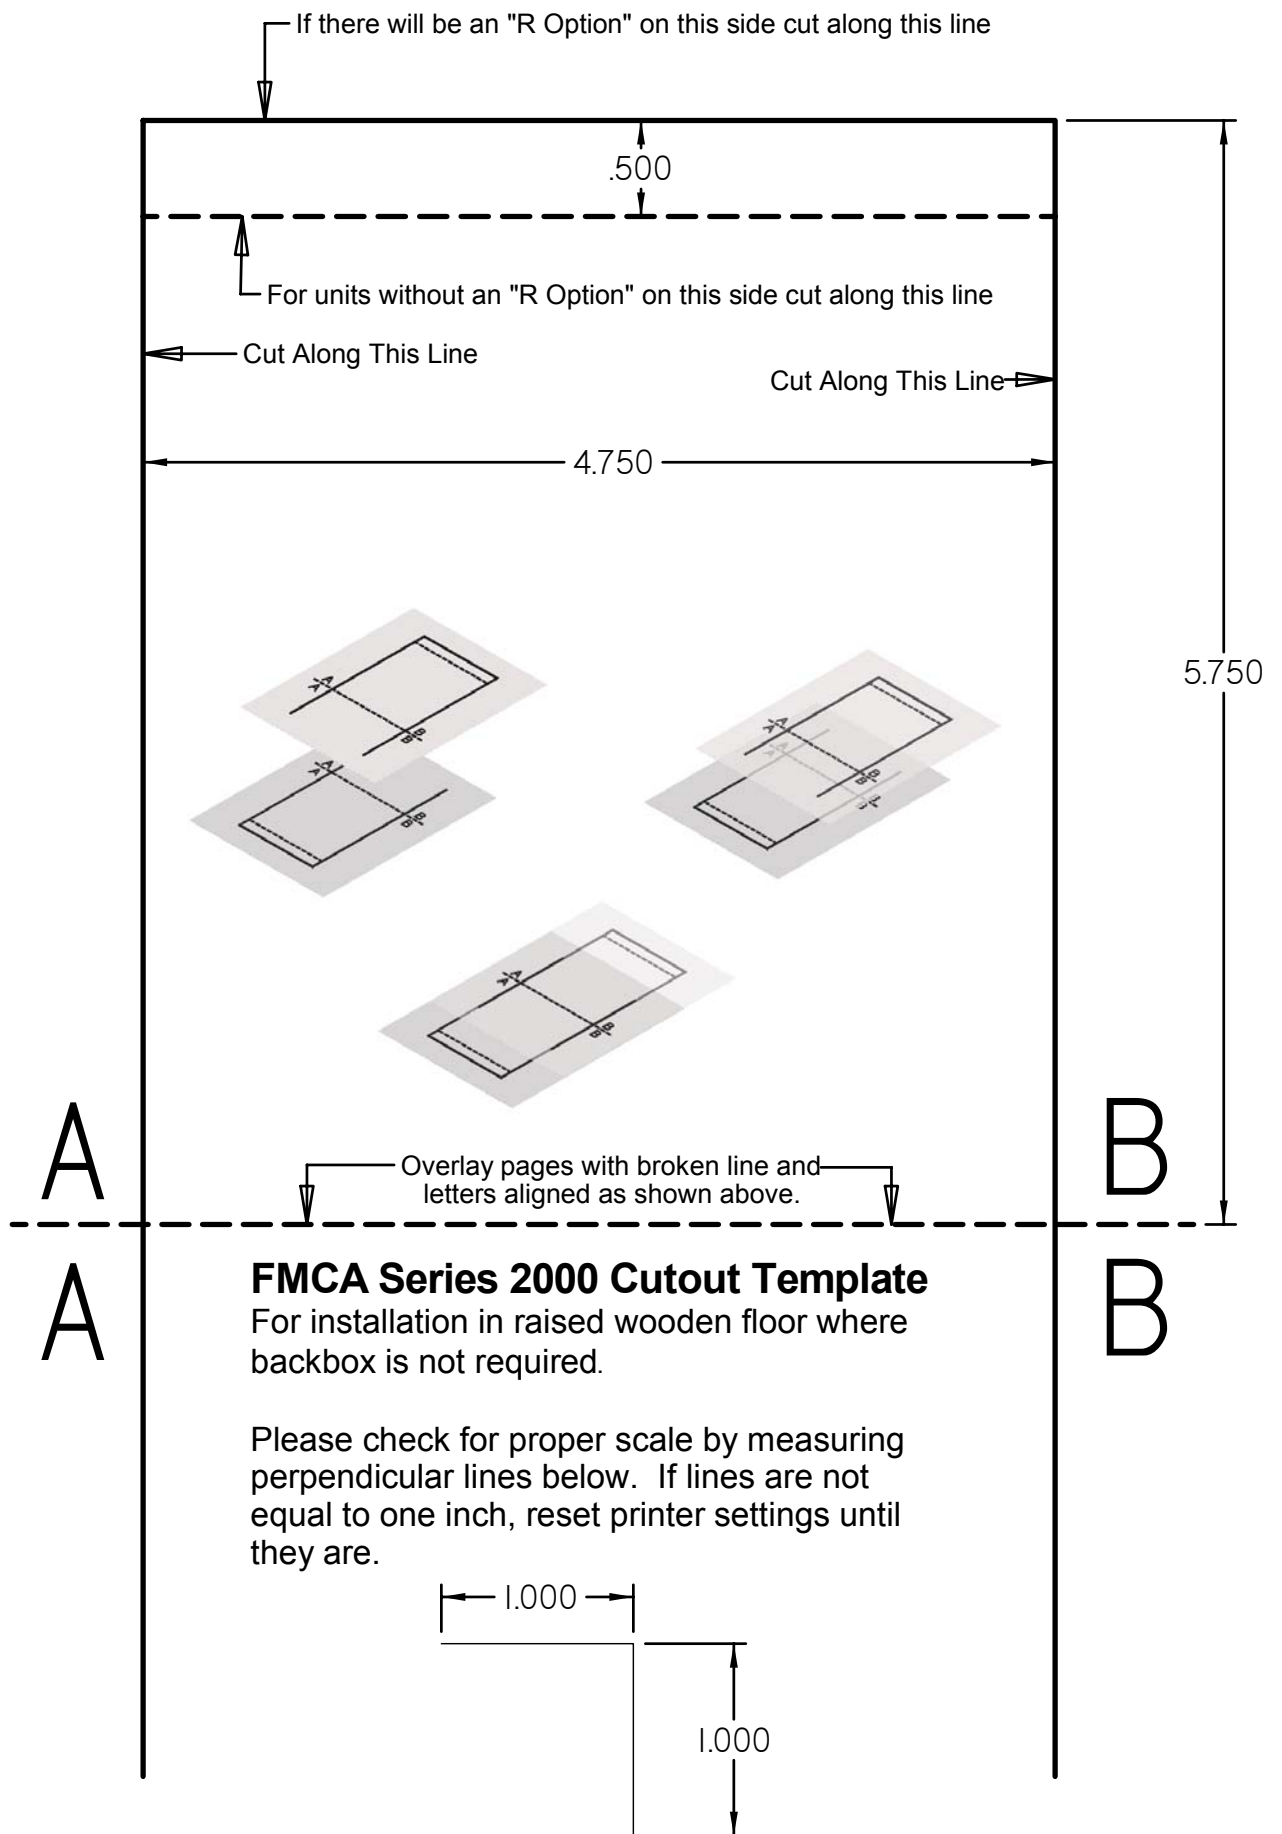 If there will be an "R Option" on this side cut along this line
.500
For units without an "R Option" on this side cut along this line
Cut Along This Line
Cut Along This Line
4.750
5.750
A
A
B
B
A
A
B
B
A
A
B
B
A
A
B
B
A
A
B
B
A
B
Overlay pages with broken line and
letters aligned as shown above.
A
B
FMCA Series 2000 Cutout Template
For installation in raised wooden floor where
backbox is not required.
Please check for proper scale by measuring
perpendicular lines below.  If lines are not
equal to one inch, reset printer settings until
they are.
1.000
1.000